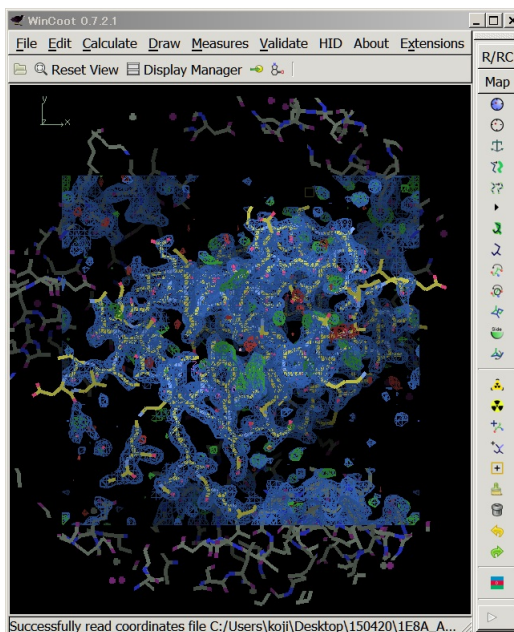 WinCoot 0.7.2.1
File Edit Calculate Draw Measures Validate HID About Extensions
Reset View Display Manager
R/RC
Map
y
z x
Side
Successfully read coordinates file C:/Users/koji/Desktop/150420/1E8A_A...